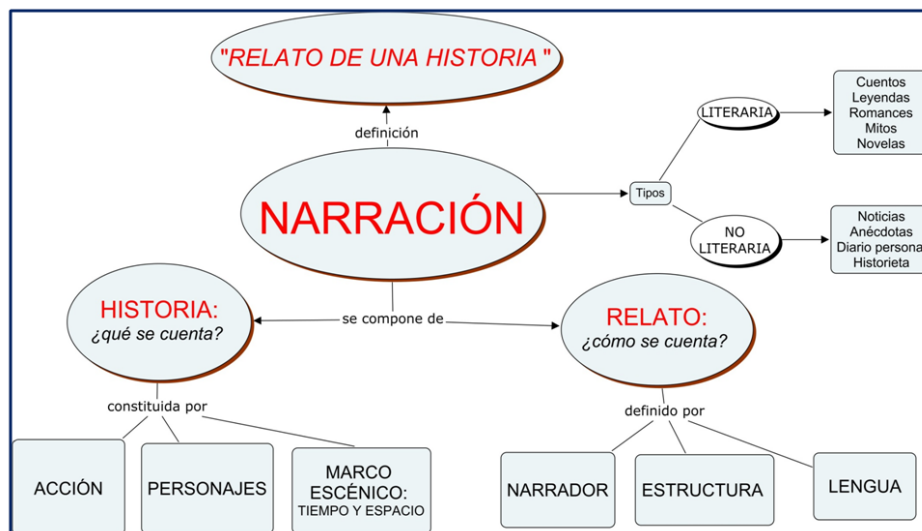 "RELATO DE UNA HISTORIA "
definición
NARRACIÓN
Tipos
LITERARIA
Cuentos
Leyendas
Romances
Mitos
Novelas
NO
LITERARIA
Noticias
Anécdotas
Diario persona
Historieta
se compone de
HISTORIA:
¿qué se cuenta?
RELATO:
¿cómo se cuenta?
constituida por
definido por
ACCIÓN
PERSONAJES
MARCO
ESCÉNICO:
TIEMPO Y ESPACIO
NARRADOR
ESTRUCTURA
LENGUA